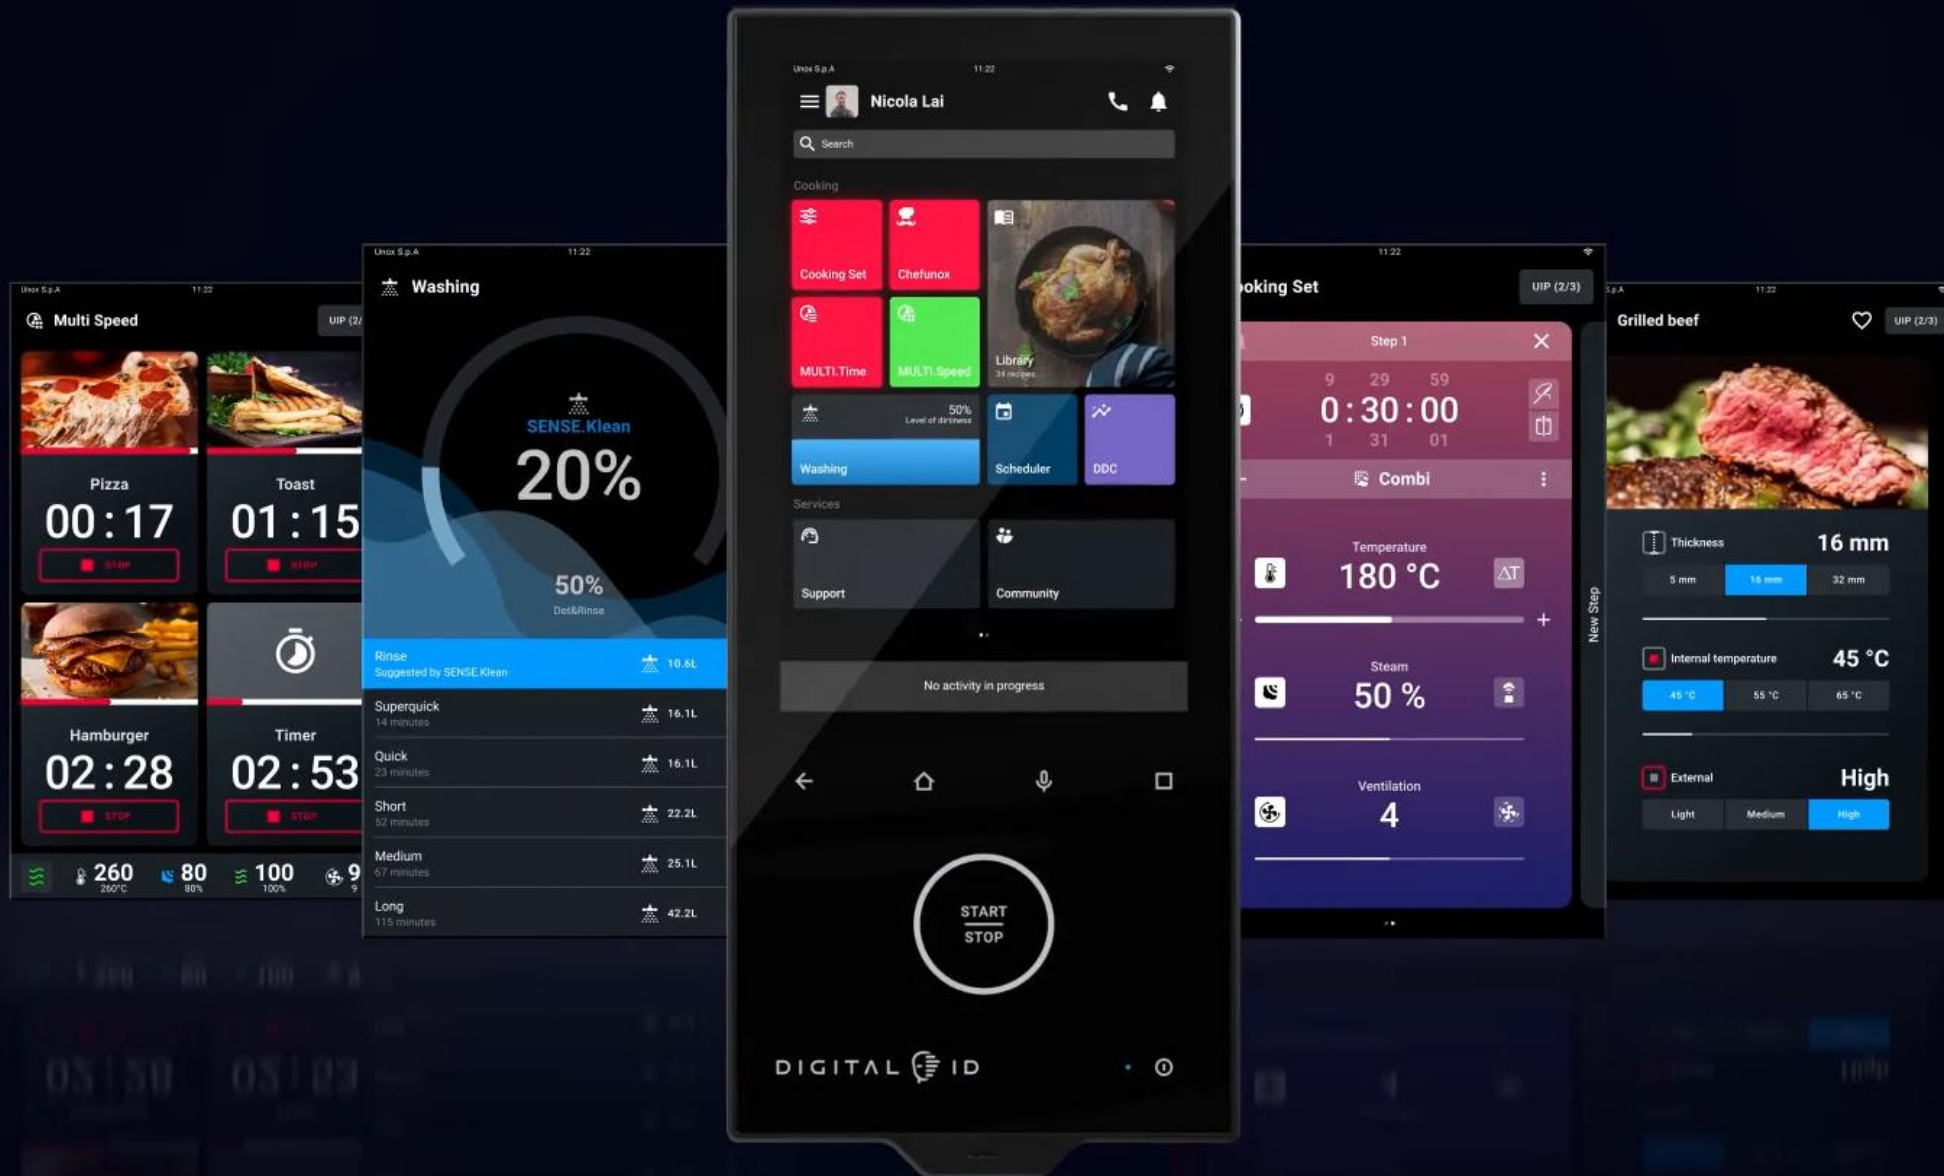 Unox S.p.A 11:22
Multi Speed UIP (2/
Pizza
00:17
STOP
Toast
01:15
STOP
Hamburger
02:28
STOP
Timer
02:53
STOP
260
260°C
80
80%
100
100%
9
9
Unox S.p.A 11:22
Washing
SENSE.Klean
20%
50%
Det&Rinse
Rinse 10.6L
Suggested by SENSE.Klean
Superquick 16.1L
14 minutes
Quick 16.1L
23 minutes
Short 22.2L
52 minutes
Medium 25.1L
67 minutes
Long 42.2L
115 minutes
Unox S.p.A 11:22
Nicola Lai
Search
Cooking
Cooking Set
Chefunox
MULTI.Time
MULTI.Speed
Library
34 recipes
50%
Level of dirtiness
Washing
Scheduler
DDC
Services
Support
Community
No activity in progress
START
STOP
DIGITAL ID
11:22
ooking Set UIP (2/3)
Step 1
9 29 59
0:30:00
1 31 01
Combi
Temperature
180 °C
ΔT
Steam
50 %
Ventilation
4
New Step
S.p.A 11:22
Grilled beef UIP (2/3)
Thickness 16 mm
5 mm 16 mm 32 mm
Internal temperature 45 °C
45 °C 55 °C 65 °C
External High
Light Medium High